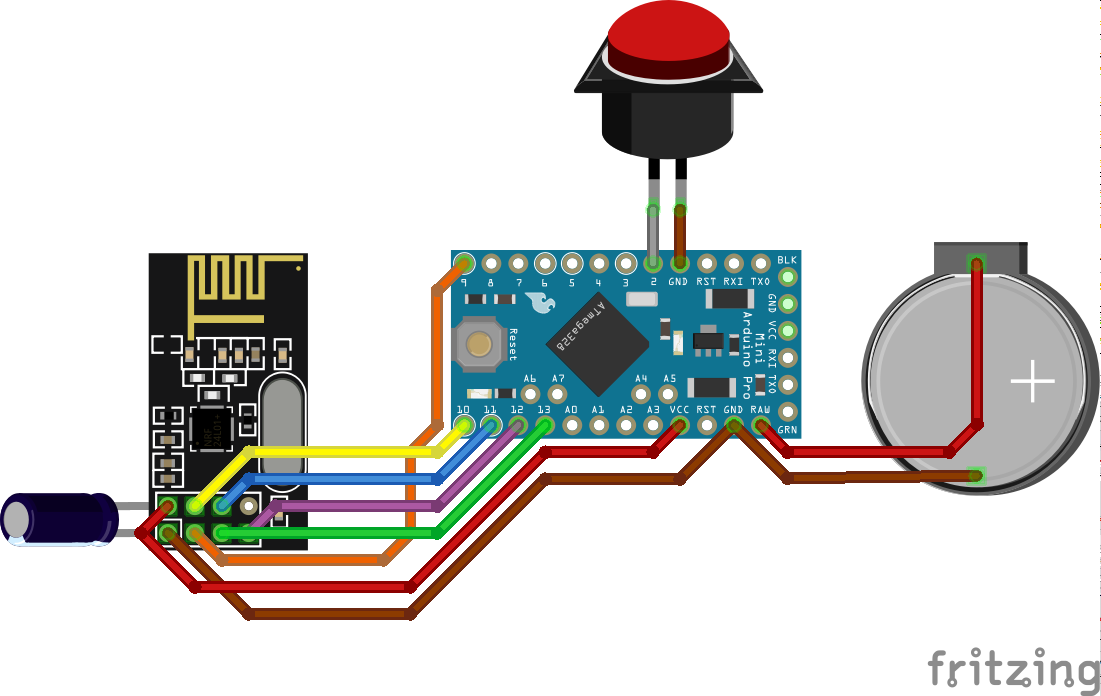 9 8 7 6 5 4 3 2 GND RST RXI TXO
BLK
GND
VCC
RXI
TXO
GRN
Reset
ATmega328
Arduino Pro
Mini
A6 A7 A4 A5
10 11 12 13 A0 A1 A2 A3 VCC RST GND RAW
fritzing